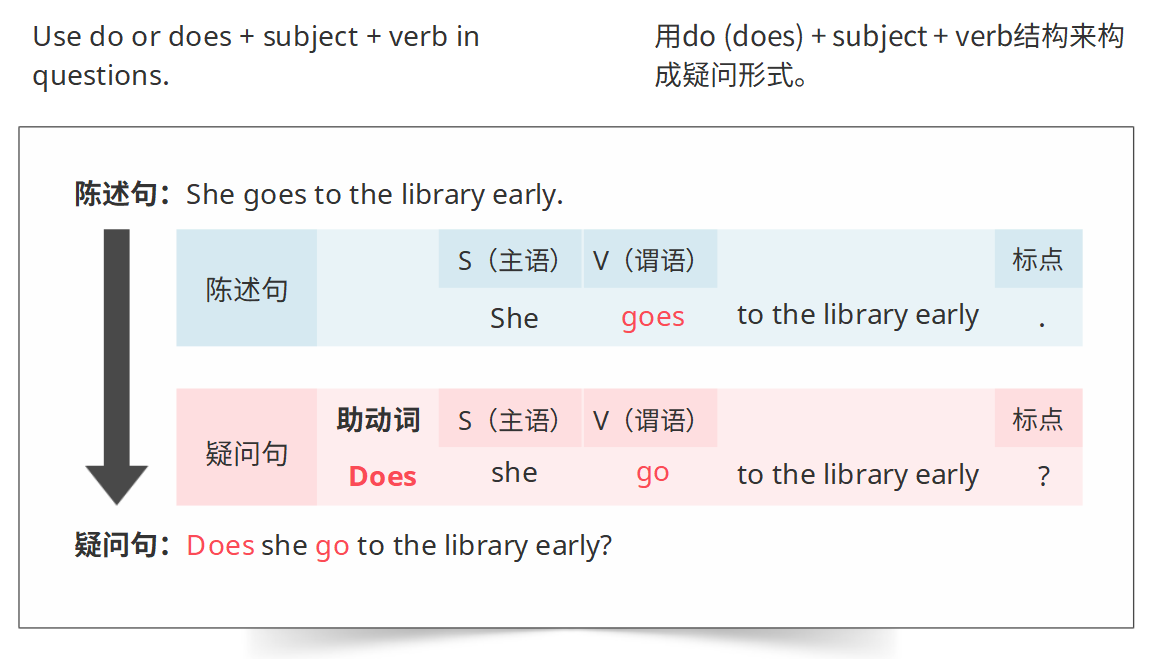 Use do or does + subject + verb in
questions.
用do (does) + subject + verb结构来构
成疑问形式。
陈述句：She goes to the library early.
陈述句
S（主语） V（谓语） 标点
She goes to the library early .
疑问句
助动词 S（主语） V（谓语） 标点
Does she go to the library early ?
疑问句：Does she go to the library early?